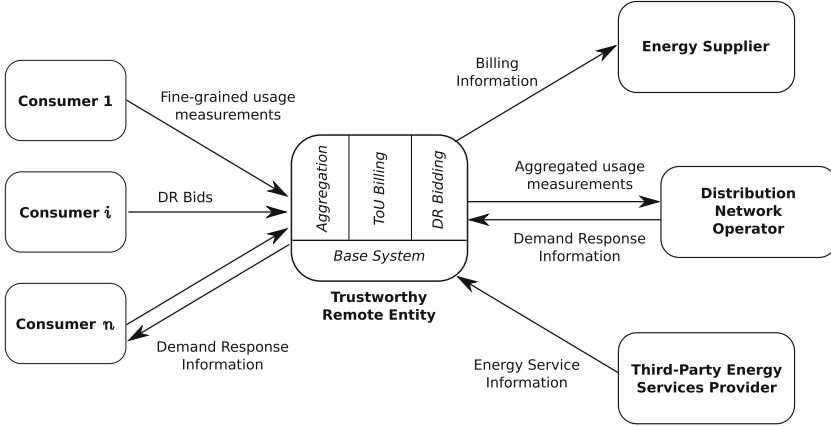 Consumer 1
Consumer i
Consumer n
Fine-grained usage
measurements
DR Bids
Demand Response
Information
Aggregation
ToU Billing
DR Bidding
Base System
Trustworthy
Remote Entity
Billing
Information
Aggregated usage
measurements
Demand Response
Information
Energy Service
Information
Energy Supplier
Distribution
Network
Operator
Third-Party Energy
Services Provider